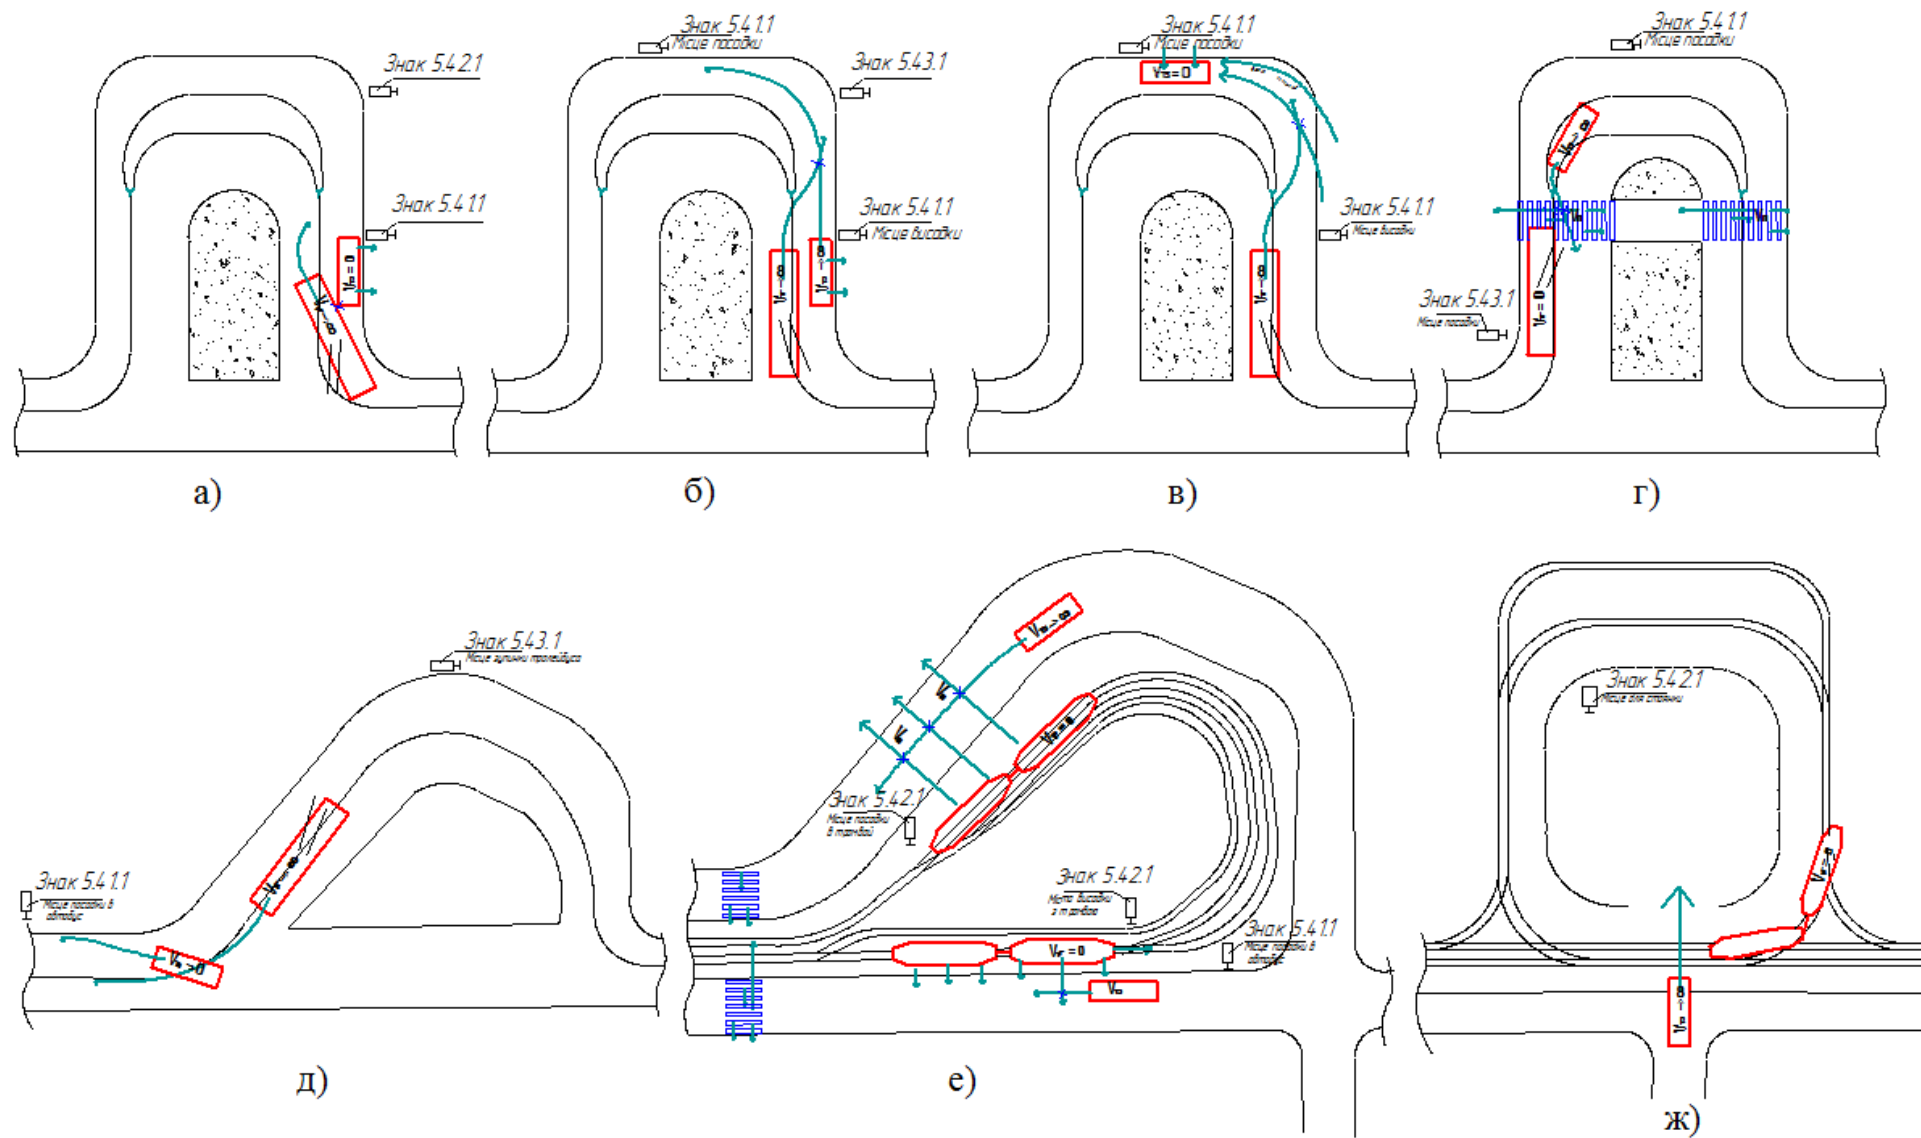 Знак 5.42.1
Знак 5.41.1
V = 0
а)
Знак 5.41.1
Місце посадки
Знак 5.43.1
Знак 5.41.1
Місце висадки
б)
Знак 5.41.1
Місце посадки
V = 0
Знак 5.41.1
Місце висадки
в)
Знак 5.41.1
Місце посадки
Знак 5.43.1
Місце посадки
V = 0
г)
Знак 5.43.1
Місце зупинки тролейбуса
Знак 5.41.1
Місце посадки в
автобус
д)
Знак 5.42.1
Місце посадки
в трамвай
Знак 5.42.1
висадки
з трамваю
Знак 5.41.1
Місце посадки в
автобус
V = 0
е)
Знак 5.42.1
Місце для стоянки
ж)